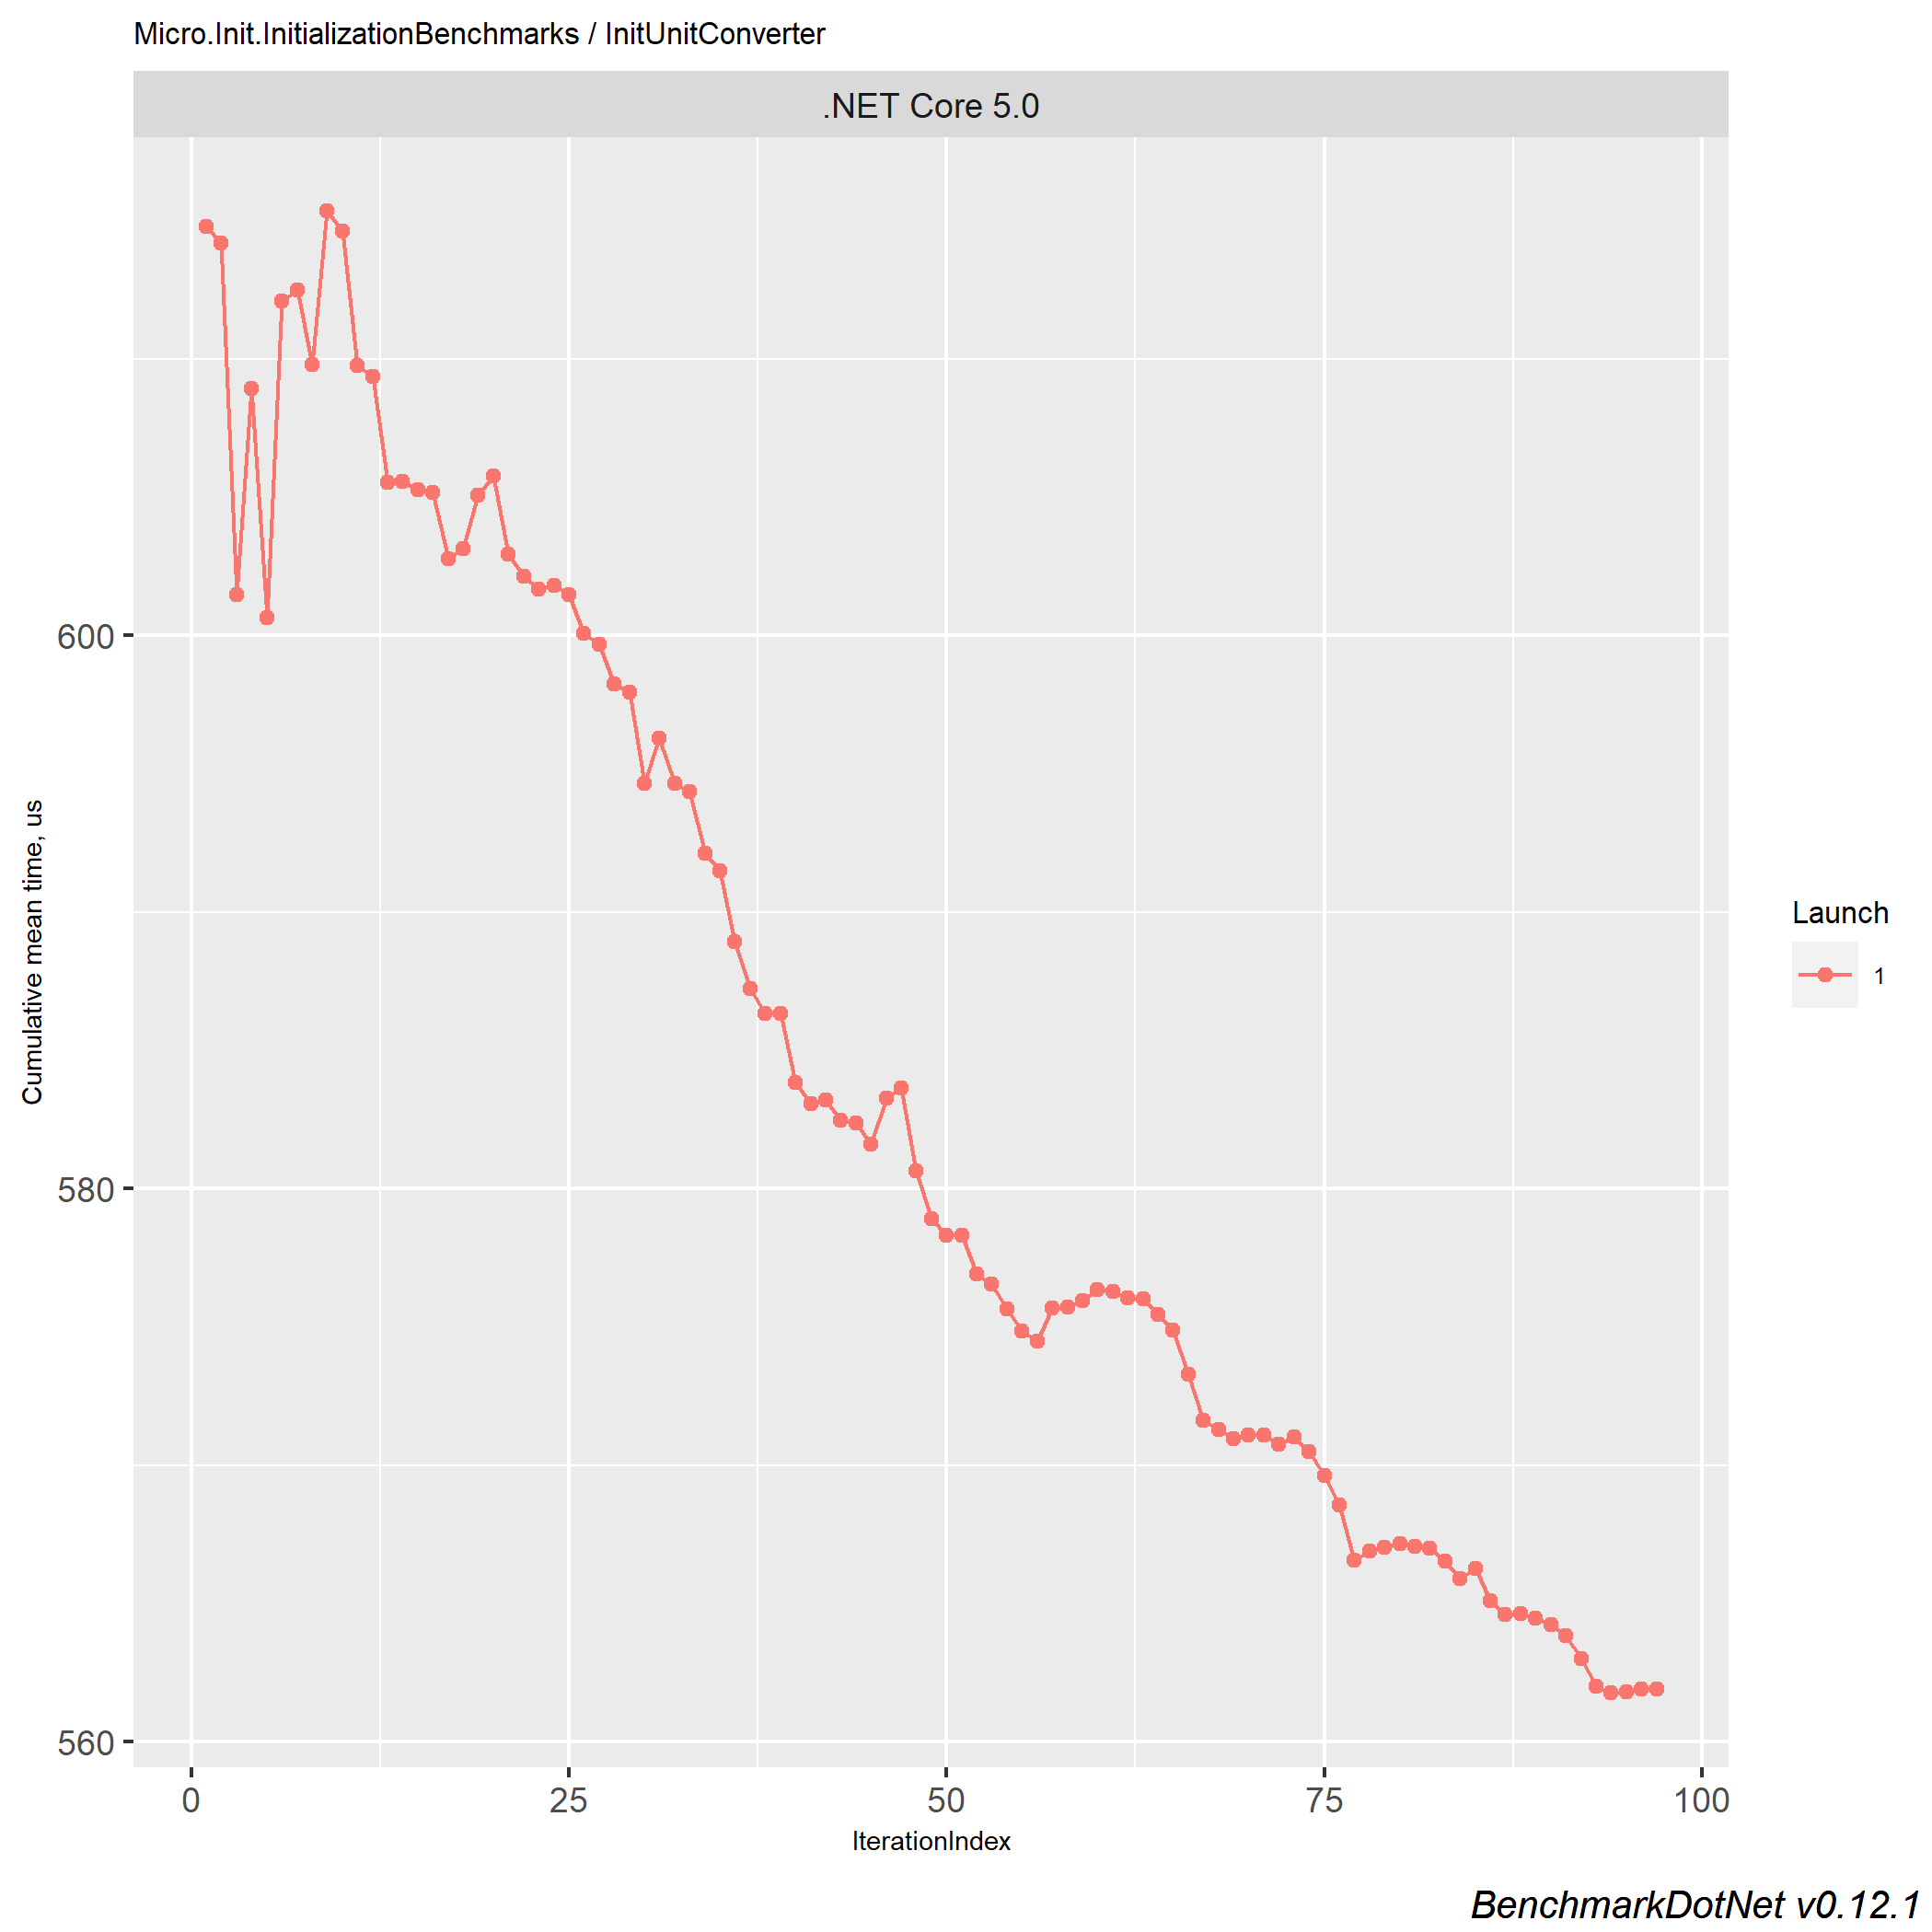 Micro.Init.InitializationBenchmarks / InitUnitConverter
.NET Core 5.0
Cumulative mean time, us
600
580
560
0 25 50 75 100
IterationIndex
Launch
1
BenchmarkDotNet v0.12.1